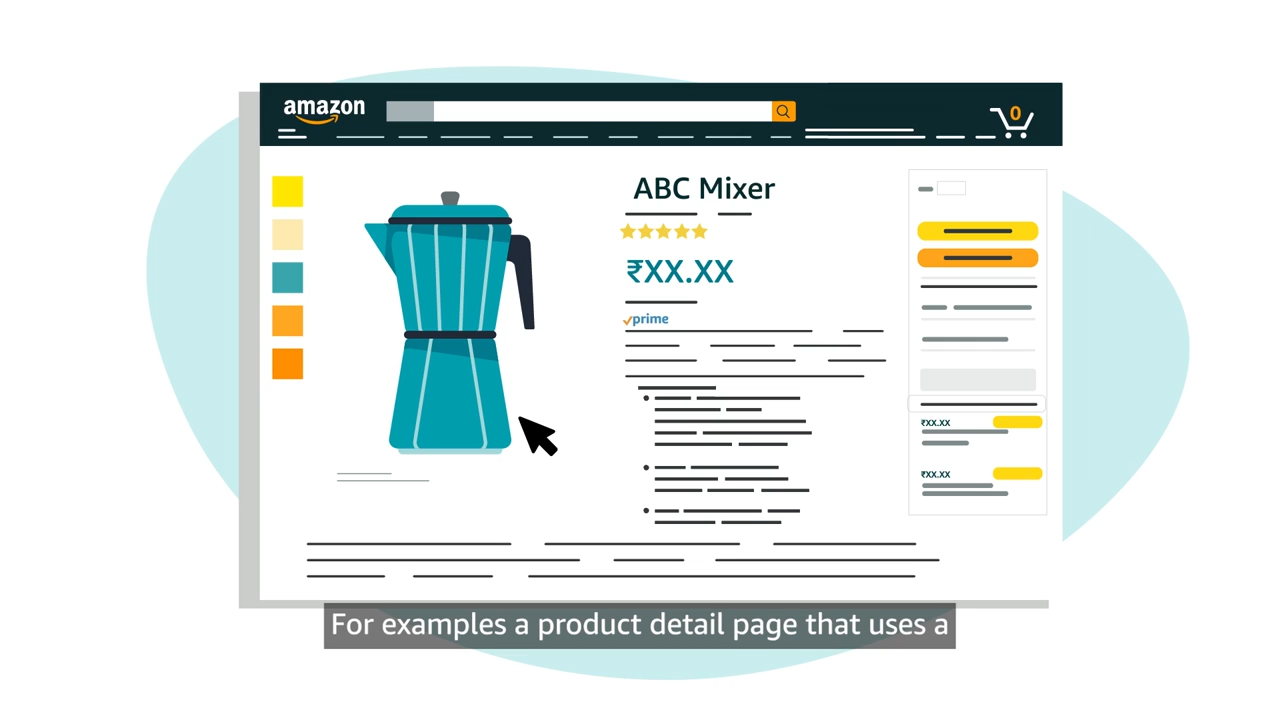 amazon
0
ABC Mixer
₹XX.XX
prime
₹XX.XX
₹XX.XX
For examples a product detail page that uses a